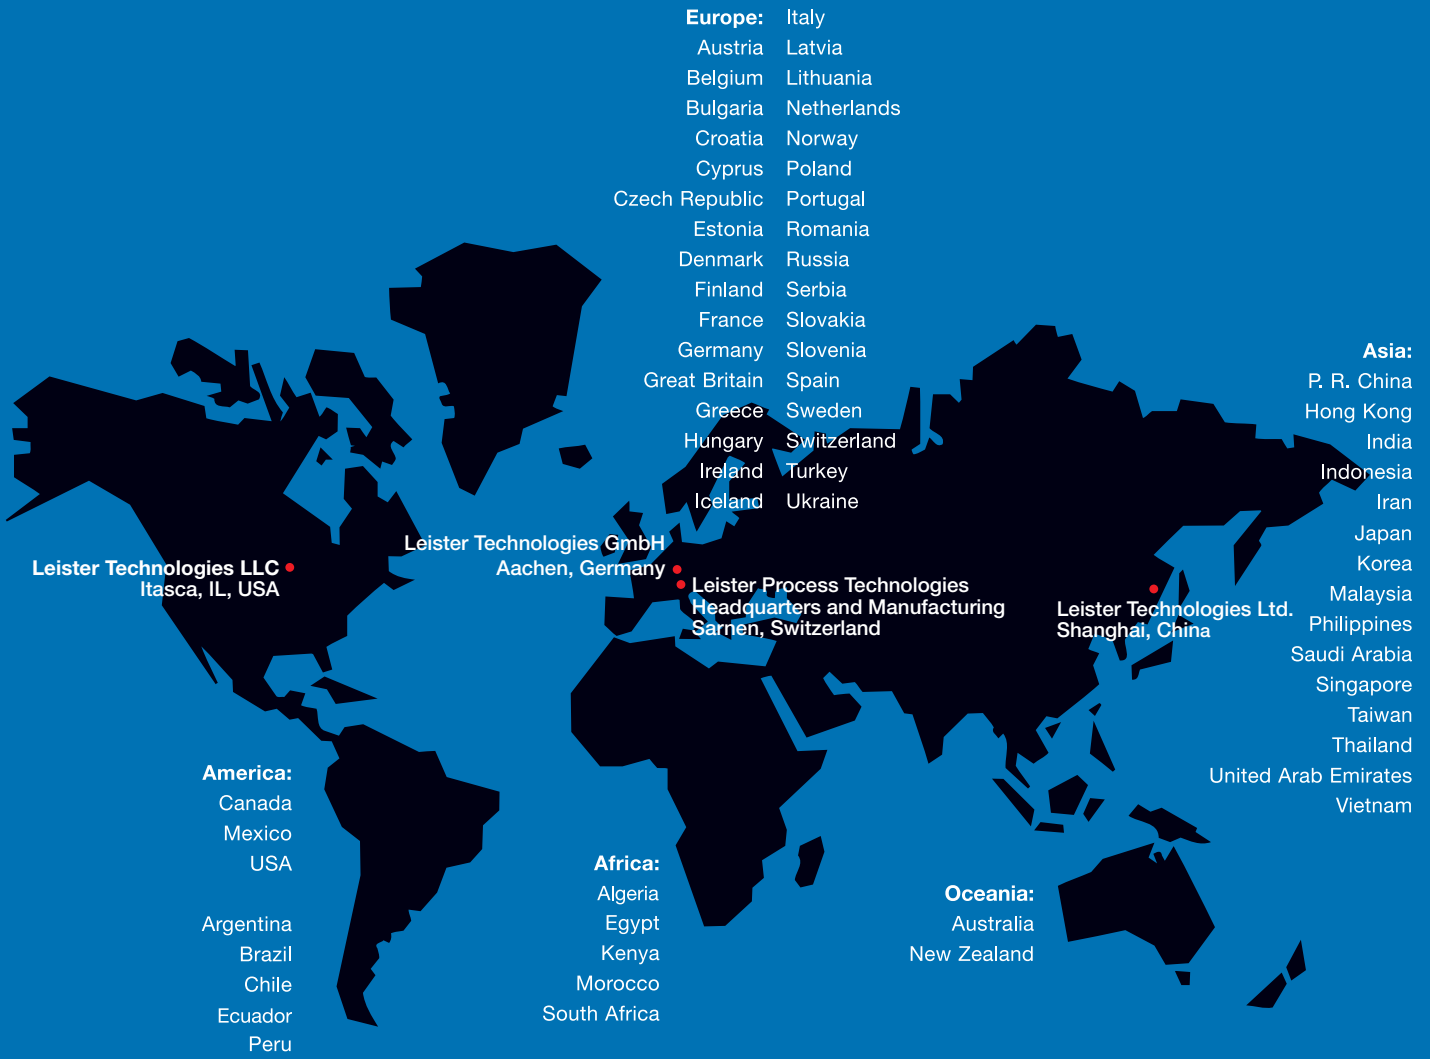 Europe:
Austria
Belgium
Bulgaria
Croatia
Cyprus
Czech Republic
Estonia
Denmark
Finland
France
Germany
Great Britain
Greece
Hungary
Ireland
Iceland
Italy
Latvia
Lithuania
Netherlands
Norway
Poland
Portugal
Romania
Russia
Serbia
Slovakia
Slovenia
Spain
Sweden
Switzerland
Turkey
Ukraine
Leister Technologies LLC
Itasca, IL, USA
Leister Technologies GmbH
Aachen, Germany
Leister Process Technologies
Headquarters and Manufacturing
Sarnen, Switzerland
Leister Technologies Ltd.
Shanghai, China
Asia:
P. R. China
Hong Kong
India
Indonesia
Iran
Japan
Korea
Malaysia
Philippines
Saudi Arabia
Singapore
Taiwan
Thailand
United Arab Emirates
Vietnam
America:
Canada
Mexico
USA
Argentina
Brazil
Chile
Ecuador
Peru
Africa:
Algeria
Egypt
Kenya
Morocco
South Africa
Oceania:
Australia
New Zealand